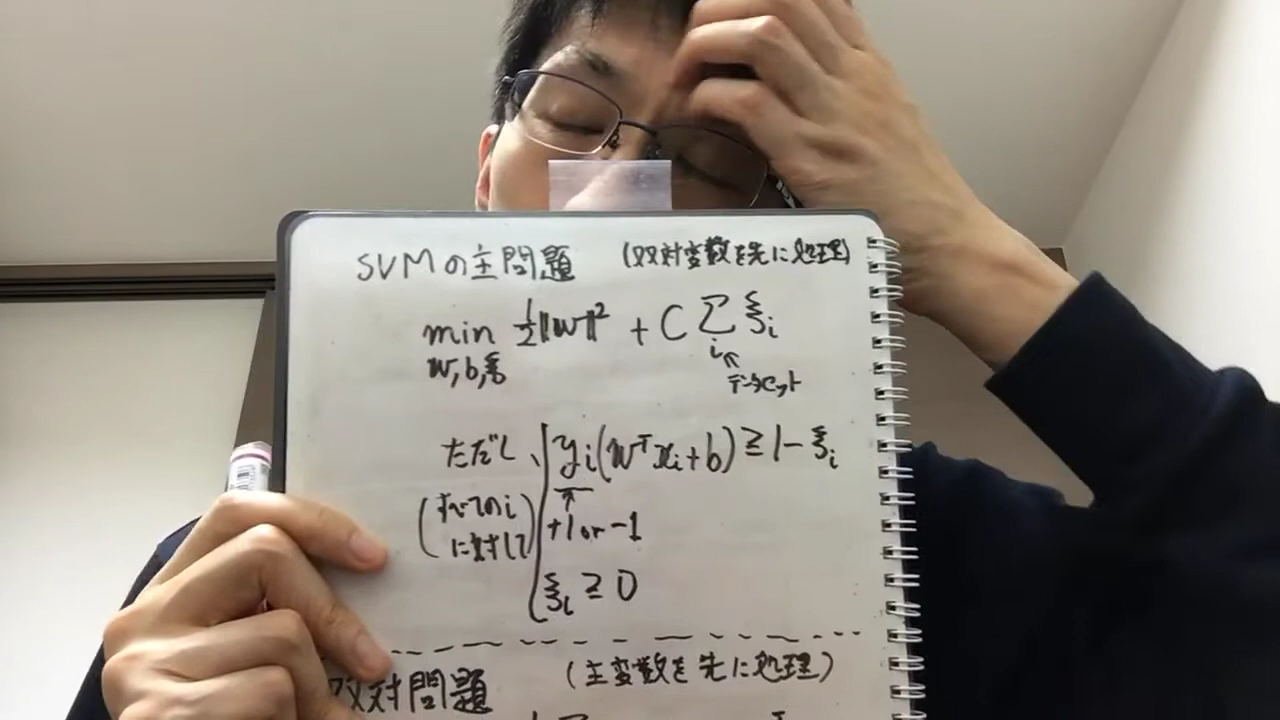 SVMの主問題 (双対変数を先に処理)
min 1/2||w||² + C Σ ξi
w,b,ξ i∈データセット
ただし、 yi(wᵀxi+b) ≥ 1-ξi
(すべてのi +1 or -1
に対して)
ξi ≥ 0
双対問題 (主変数を先に処理)